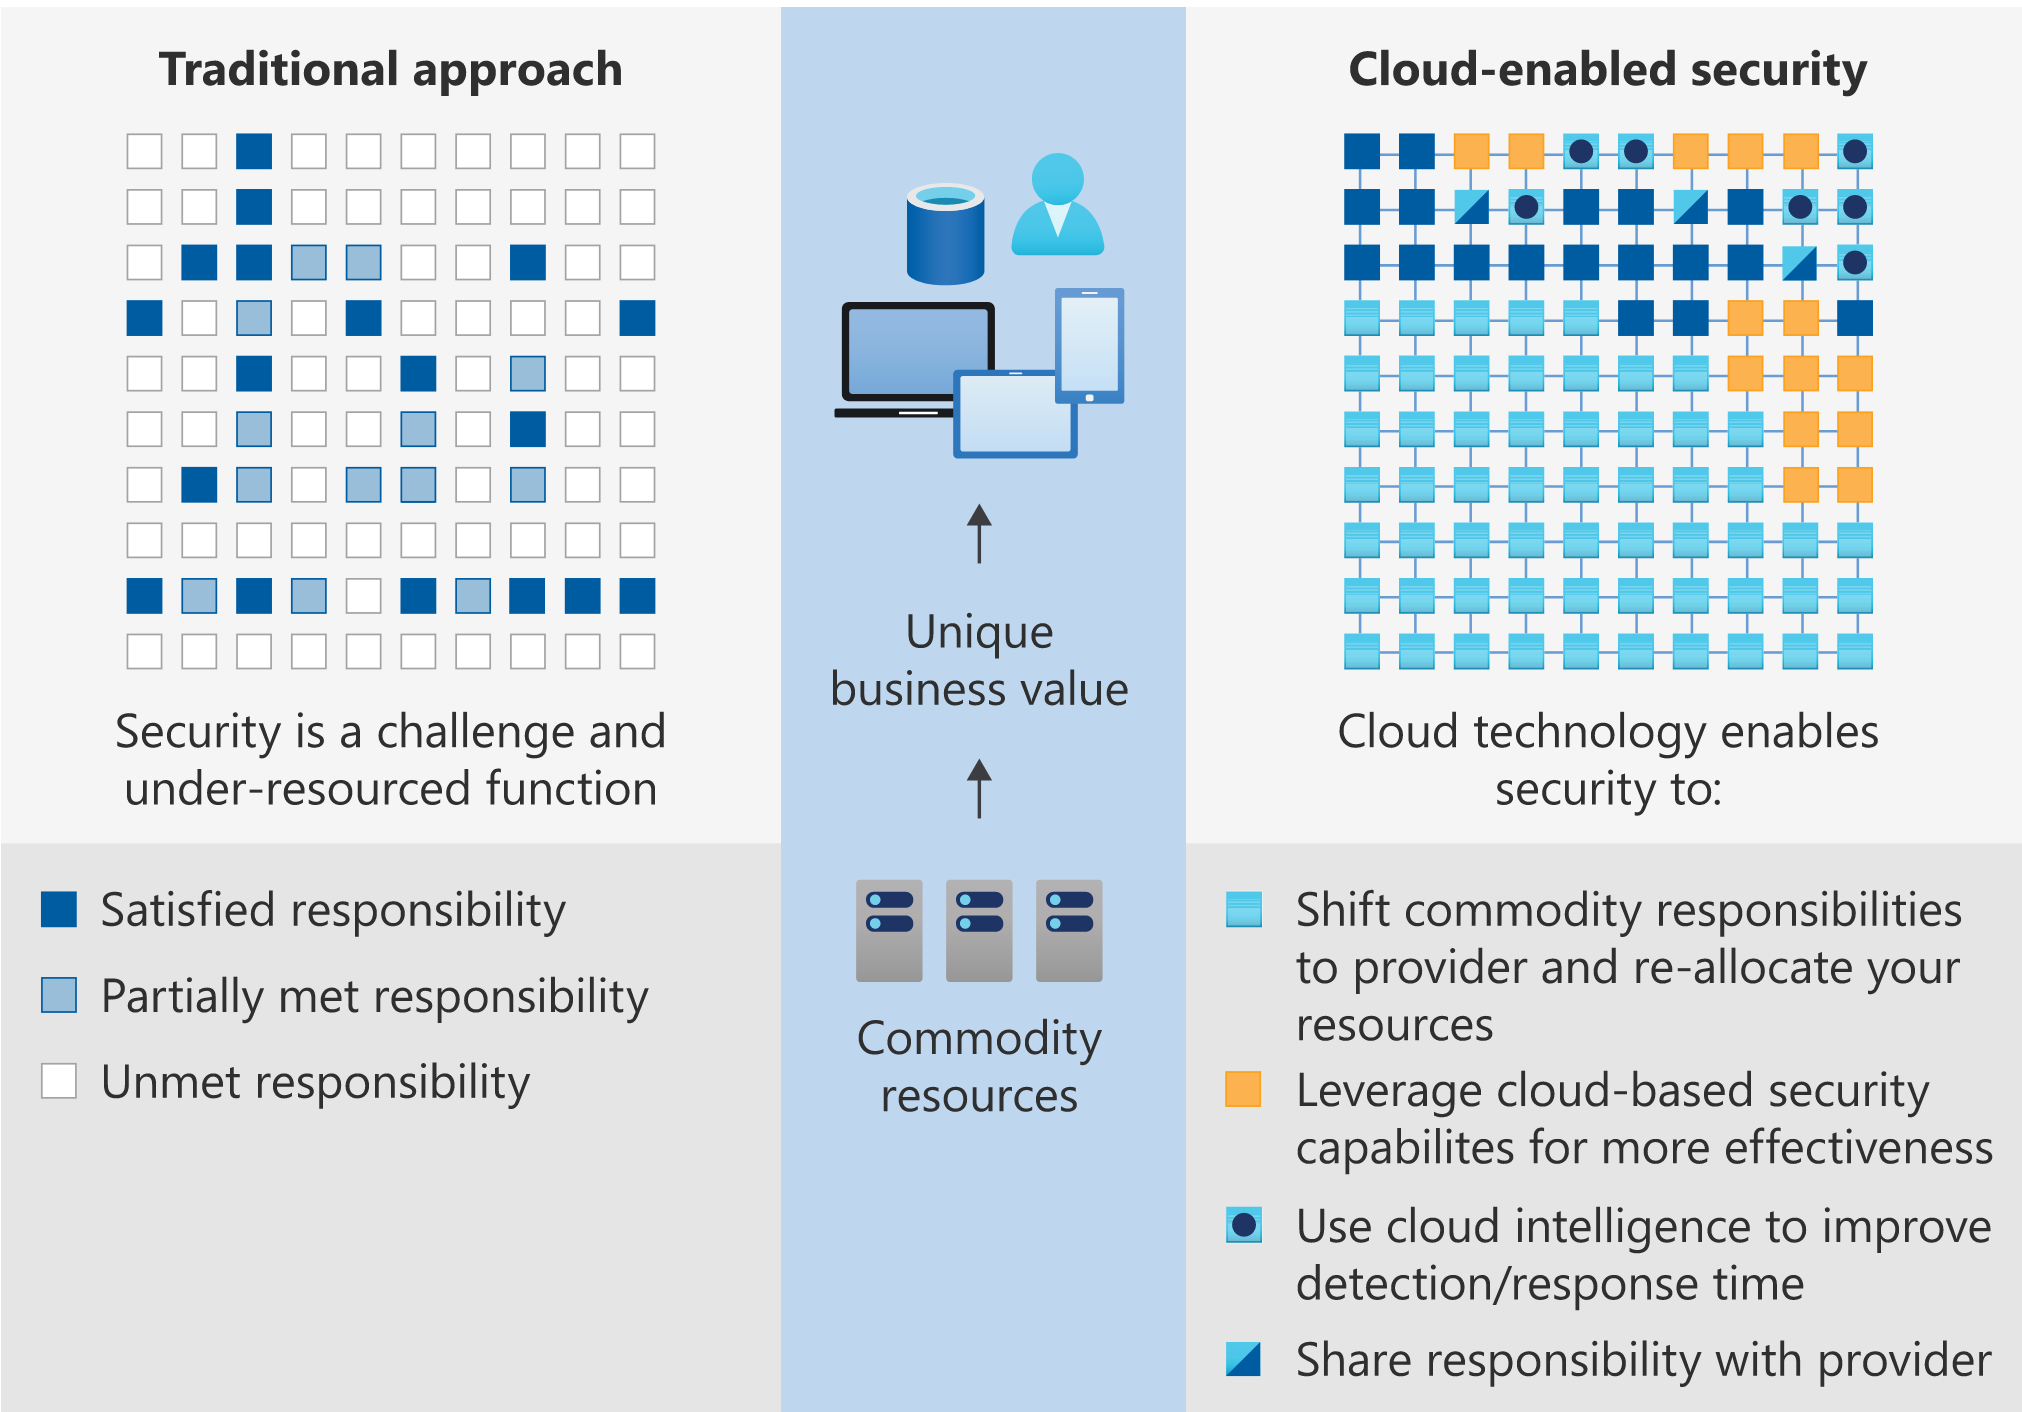 Traditional approach
Security is a challenge and
under-resourced function
Satisfied responsibility
Partially met responsibility
Unmet responsibility
Unique
business value
Commodity
resources
Cloud-enabled security
Cloud technology enables
security to:
Shift commodity responsibilities
to provider and re-allocate your
resources
Leverage cloud-based security
capabilites for more effectiveness
Use cloud intelligence to improve
detection/response time
Share responsibility with provider